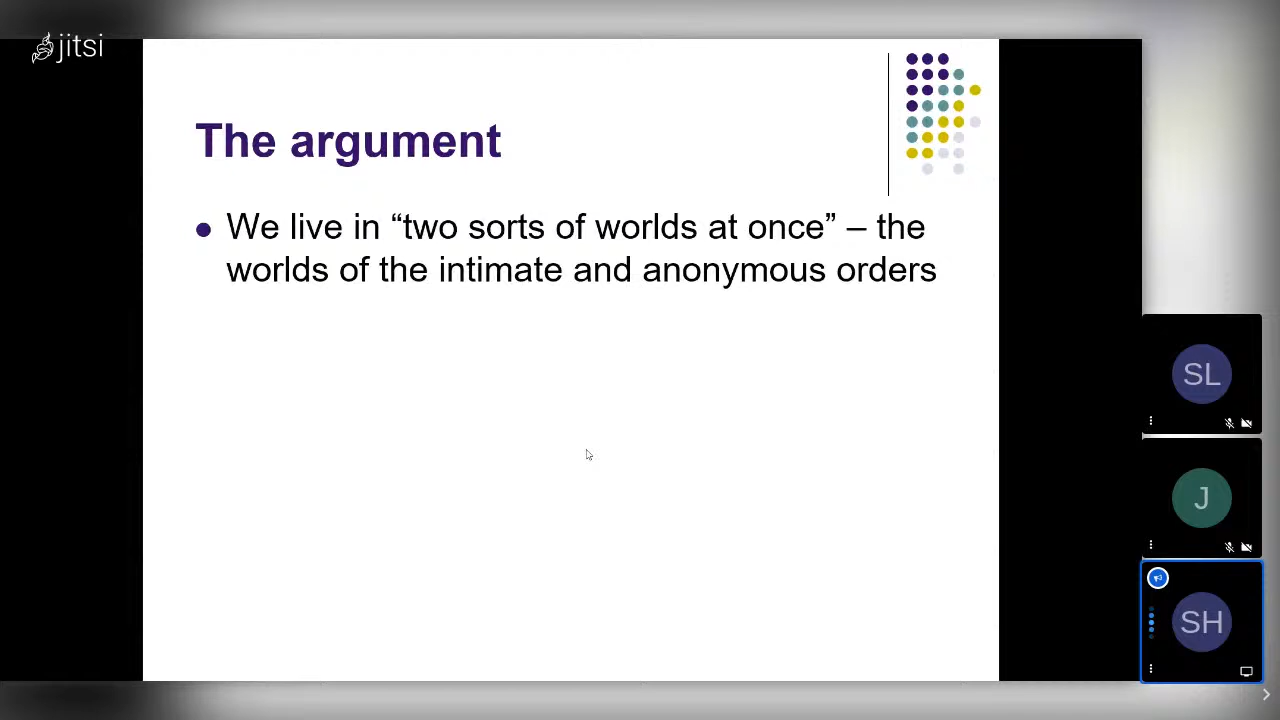 jitsi
The argument
We live in “two sorts of worlds at once” – the
worlds of the intimate and anonymous orders
SL
J
SH